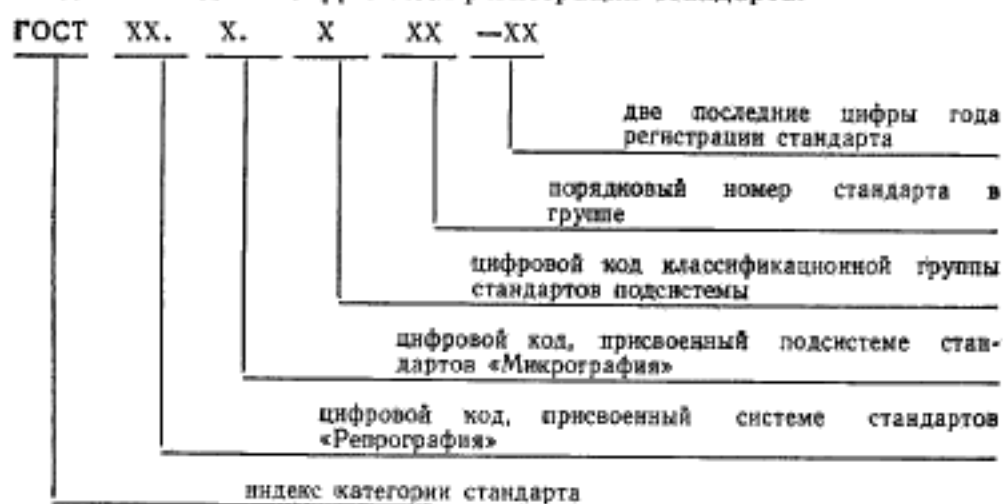 ГОСТ XX. X. X XX —XX
две последние цифры года
регистрации стандарта
порядковый номер стандарта в
группе
цифровой код классификационной группы
стандартов подсистемы
цифровой код, присвоенный подсистеме стан-
дартов «Микрография»
цифровой код, присвоенный системе стандартов
«Репрография»
индекс категории стандарта